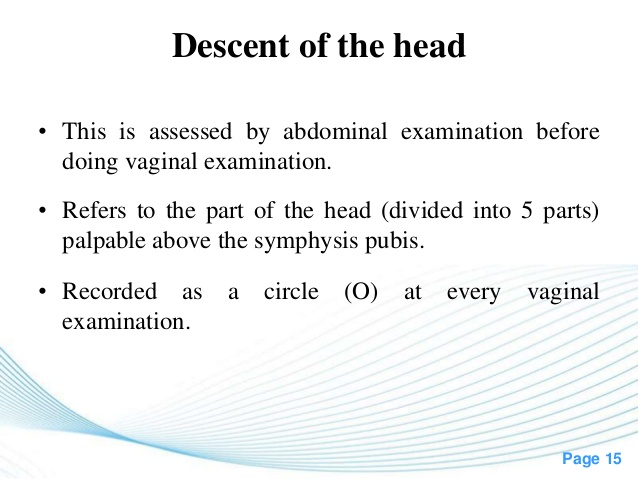 Descent of the head
• This is assessed by abdominal examination before
doing vaginal examination.
• Refers to the part of the head (divided into 5 parts)
palpable above the symphysis pubis.
• Recorded as a circle (O) at every vaginal
examination.
Page 15